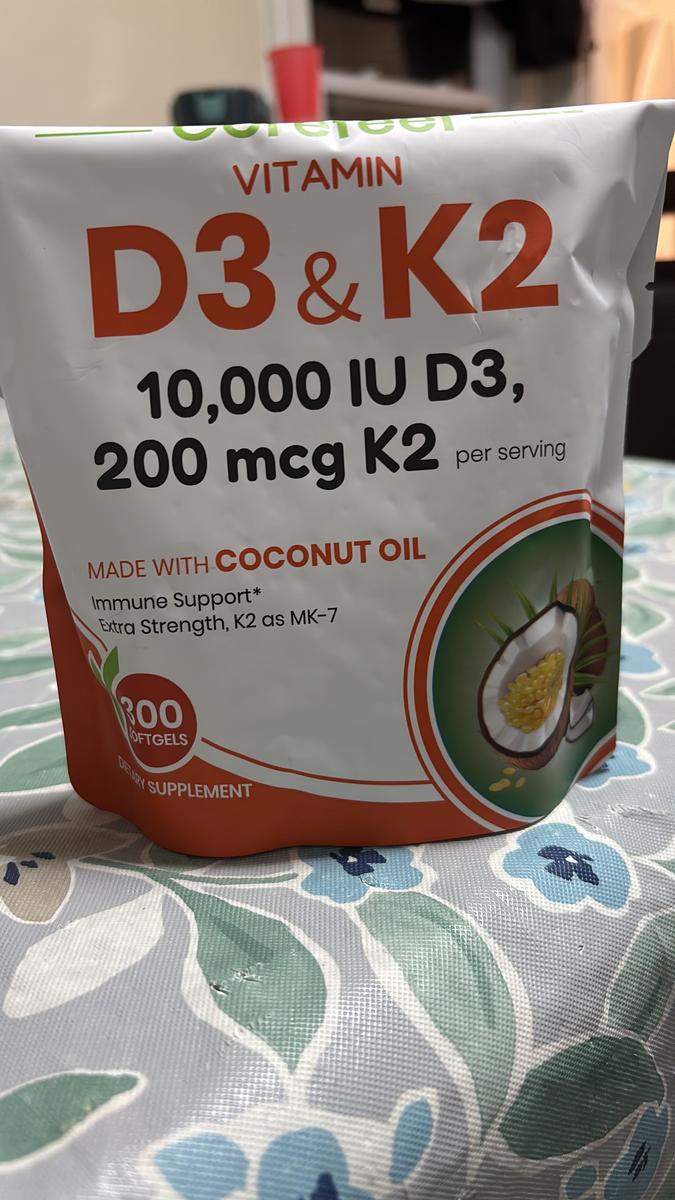 VITAMIN
D3 & K2
10,000 IU D3,
200 mcg K2 per serving
MADE WITH COCONUT OIL
Immune Support*
Extra Strength, K2 as MK-7
300
SOFTGELS
DIETARY SUPPLEMENT